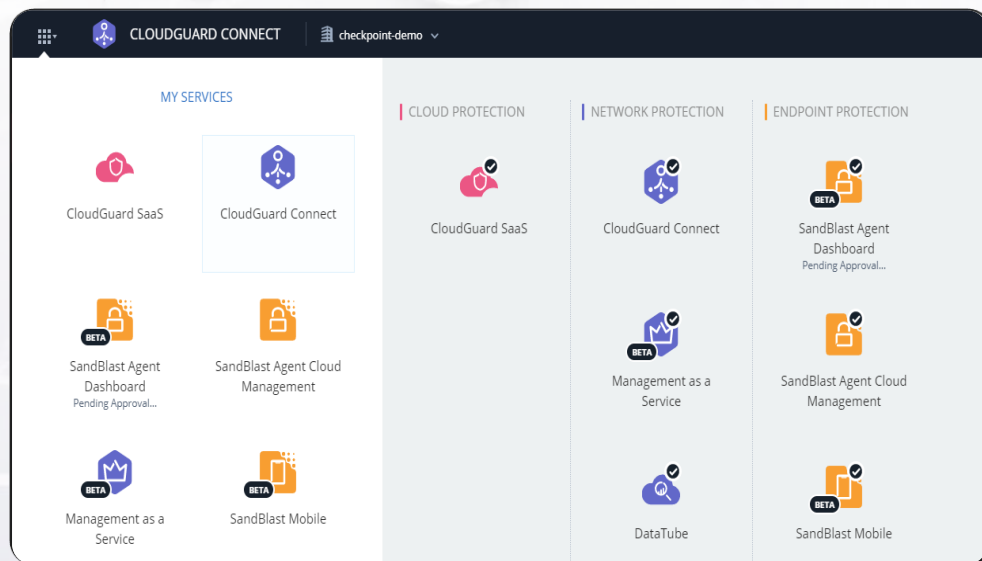 CLOUDGUARD CONNECT
checkpoint-demo
MY SERVICES
CloudGuard SaaS
CloudGuard Connect
BETA
SandBlast Agent
Dashboard
Pending Approval...
SandBlast Agent Cloud
Management
BETA
Management as a
Service
BETA
SandBlast Mobile
CLOUD PROTECTION
CloudGuard SaaS
NETWORK PROTECTION
CloudGuard Connect
BETA
Management as a
Service
DataTube
ENDPOINT PROTECTION
BETA
SandBlast Agent
Dashboard
Pending Approval...
SandBlast Agent Cloud
Management
BETA
SandBlast Mobile